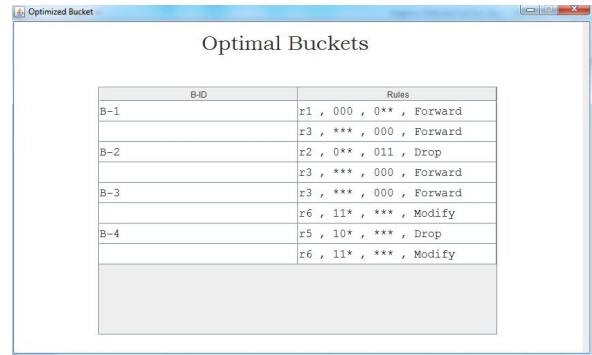 Optimized Bucket
Optimal Buckets
B-ID Rules
B-1 r1 , 000 , 0** , Forward
r3 , *** , 000 , Forward
B-2 r2 , 0** , 011 , Drop
r3 , *** , 000 , Forward
B-3 r3 , *** , 000 , Forward
r6 , 11* , *** , Modify
B-4 r5 , 10* , *** , Drop
r6 , 11* , *** , Modify